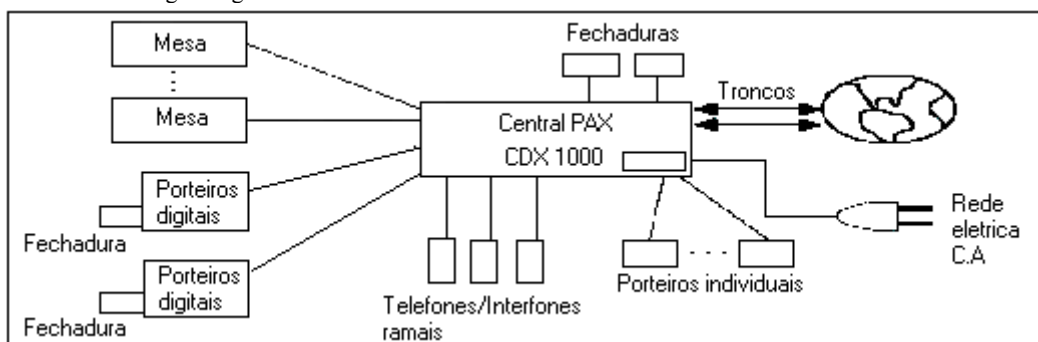 Mesa
Mesa
Fechaduras
Troncos
Central PAX
CDX 1000
Porteiros
digitais
Fechadura
Porteiros
digitais
Fechadura
Telefones/Interfones
ramais
Porteiros individuais
Rede
eletrica
C.A